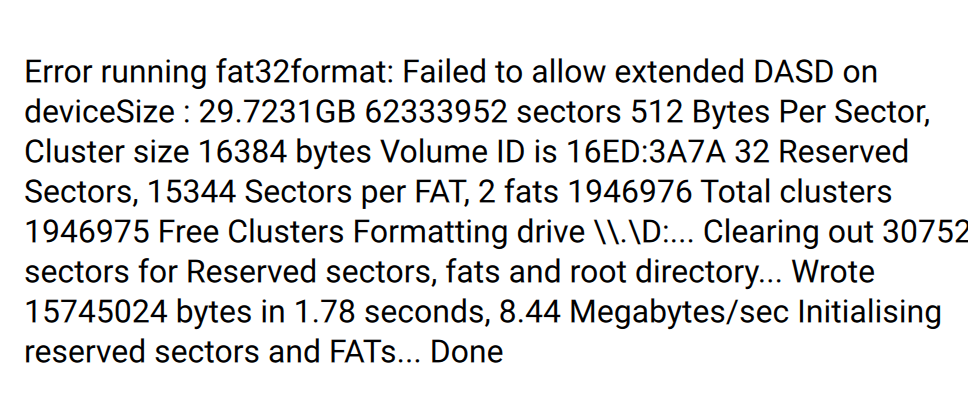 Error running fat32format: Failed to allow extended DASD on
deviceSize : 29.7231GB 62333952 sectors 512 Bytes Per Sector,
Cluster size 16384 bytes Volume ID is 16ED:3A7A 32 Reserved
Sectors, 15344 Sectors per FAT, 2 fats 1946976 Total clusters
1946975 Free Clusters Formatting drive \\.\D:... Clearing out 30752
sectors for Reserved sectors, fats and root directory... Wrote
15745024 bytes in 1.78 seconds, 8.44 Megabytes/sec Initialising
reserved sectors and FATs... Done